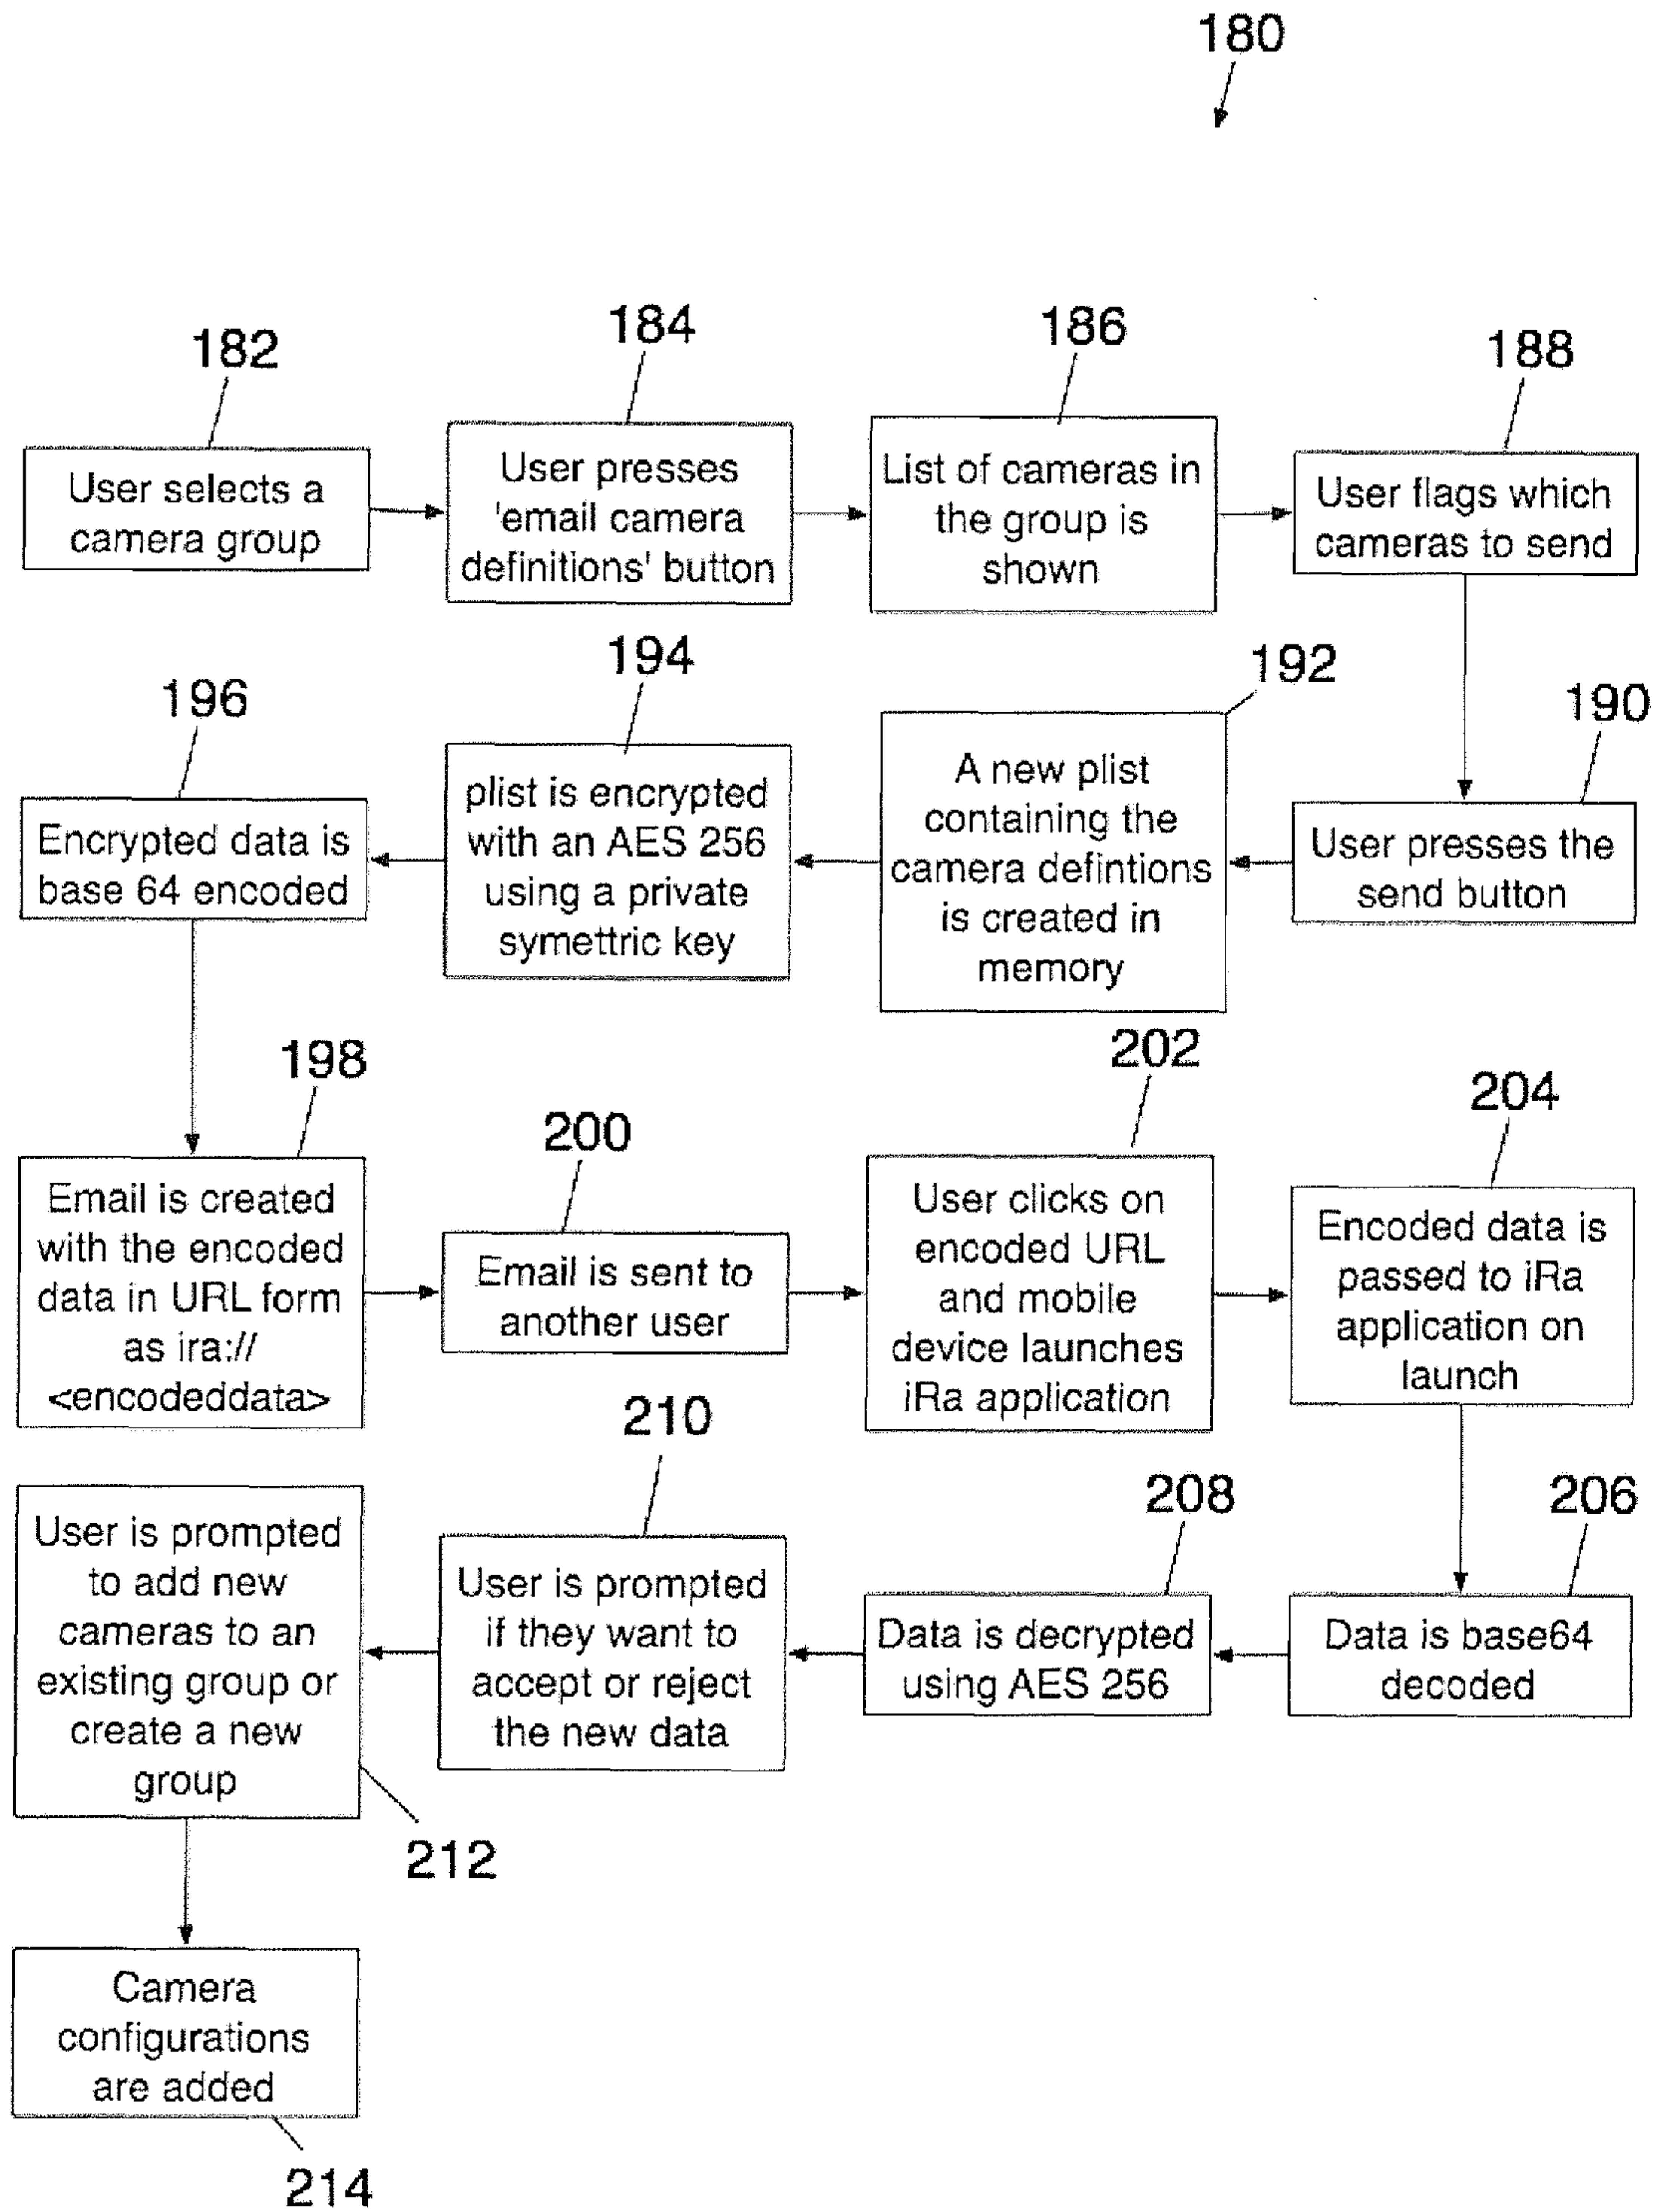 180
182
User selects a
camera group
184
User presses
'email camera
definitions' button
186
List of cameras in
the group is
shown
188
User flags which
cameras to send
190
User presses the
send button
192
A new plist
containing the
camera defintions
is created in
memory
194
plist is encrypted
with an AES 256
using a private
symettric key
196
Encrypted data is
base 64 encoded
198
Email is created
with the encoded
data in URL form
as ira://
<encodeddata>
200
Email is sent to
another user
202
User clicks on
encoded URL
and mobile
device launches
iRa application
204
Encoded data is
passed to iRa
application on
launch
206
Data is base64
decoded
208
Data is decrypted
using AES 256
210
User is prompted
if they want to
accept or reject
the new data
User is prompted
to add new
cameras to an
existing group or
create a new
group
212
Camera
configurations
are added
214